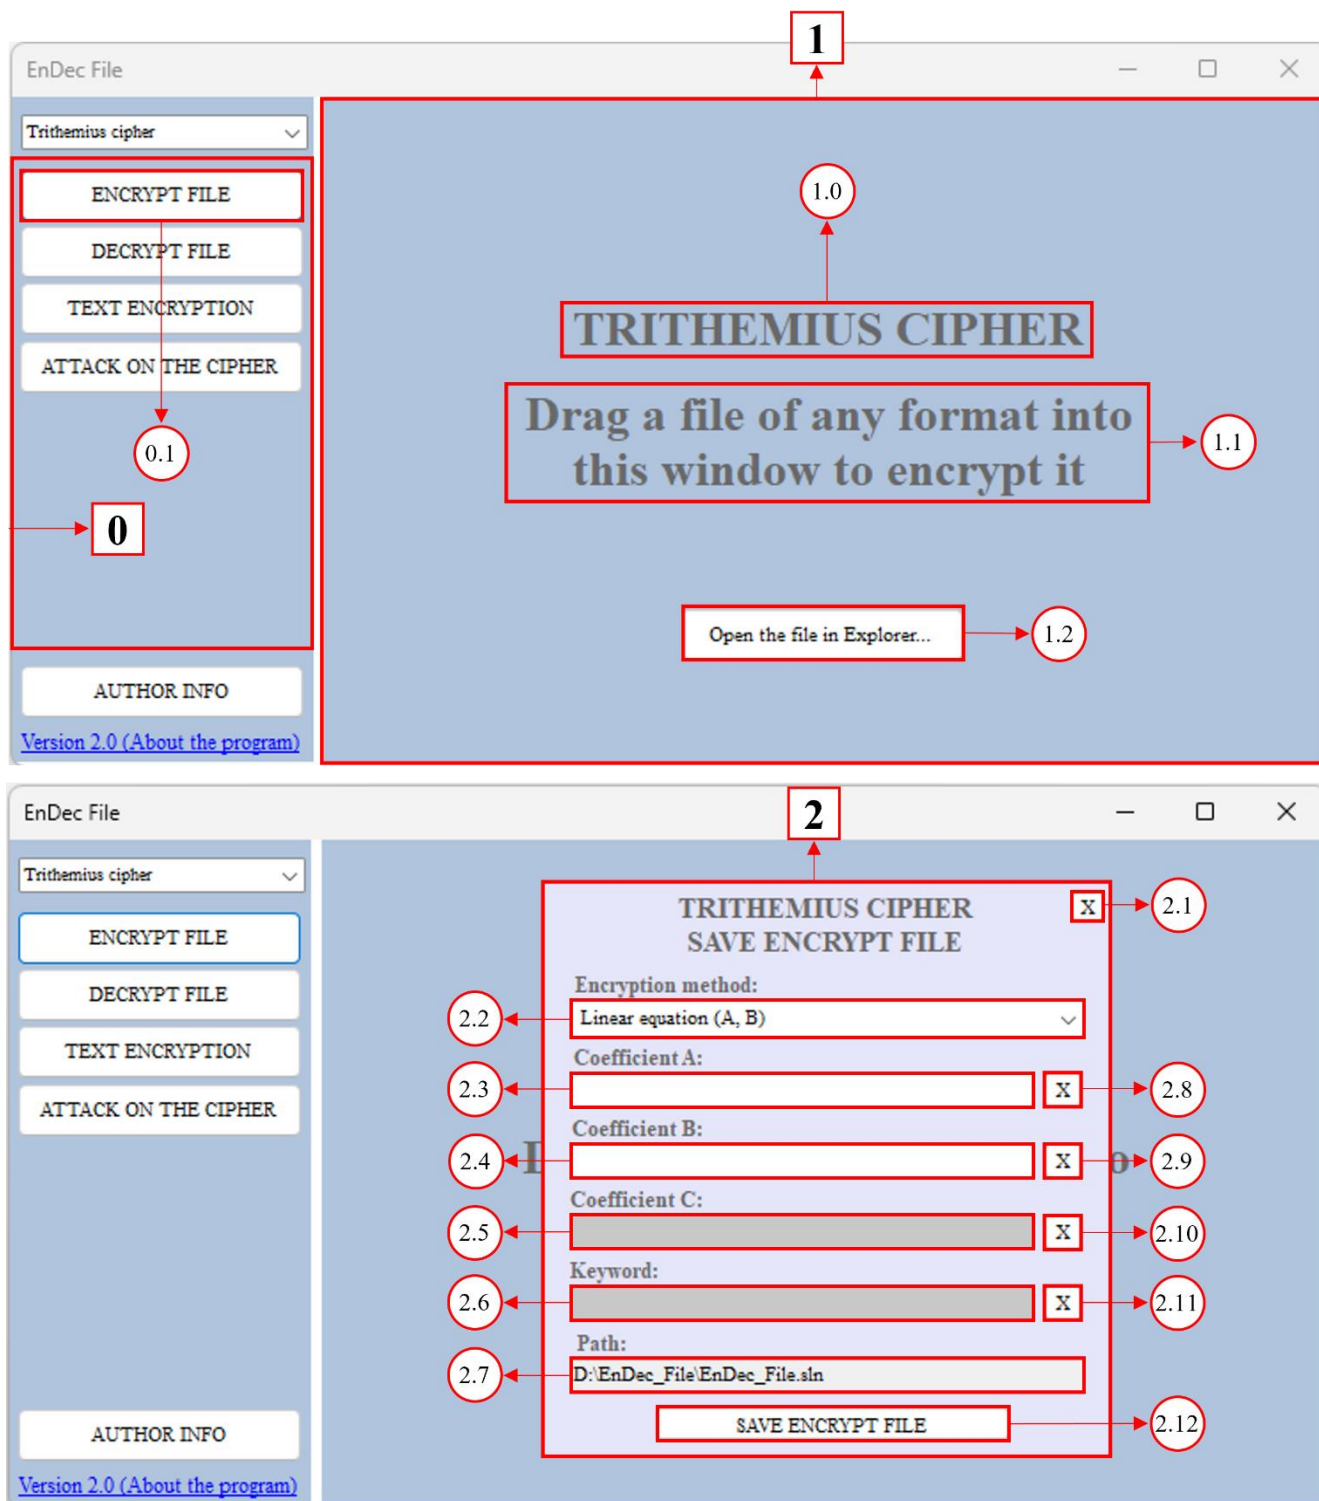 1
EnDec File
Trithemius cipher
ENCRYPT FILE
DECRYPT FILE
TEXT ENCRYPTION
ATTACK ON THE CIPHER
0.1
0
AUTHOR INFO
Version 2.0 (About the program)
1.0
TRITHEMIUS CIPHER
Drag a file of any format into
this window to encrypt it
1.1
Open the file in Explorer...
1.2
EnDec File
2
Trithemius cipher
ENCRYPT FILE
DECRYPT FILE
TEXT ENCRYPTION
ATTACK ON THE CIPHER
AUTHOR INFO
Version 2.0 (About the program)
TRITHEMIUS CIPHER
X
2.1
SAVE ENCRYPT FILE
Encryption method:
2.2
Linear equation (A, B)
Coefficient A:
2.3
X
2.8
Coefficient B:
2.4
X
o
2.9
Coefficient C:
2.5
X
2.10
Keyword:
2.6
X
2.11
Path:
2.7
D:\EnDec_File\EnDec_File.sln
SAVE ENCRYPT FILE
2.12